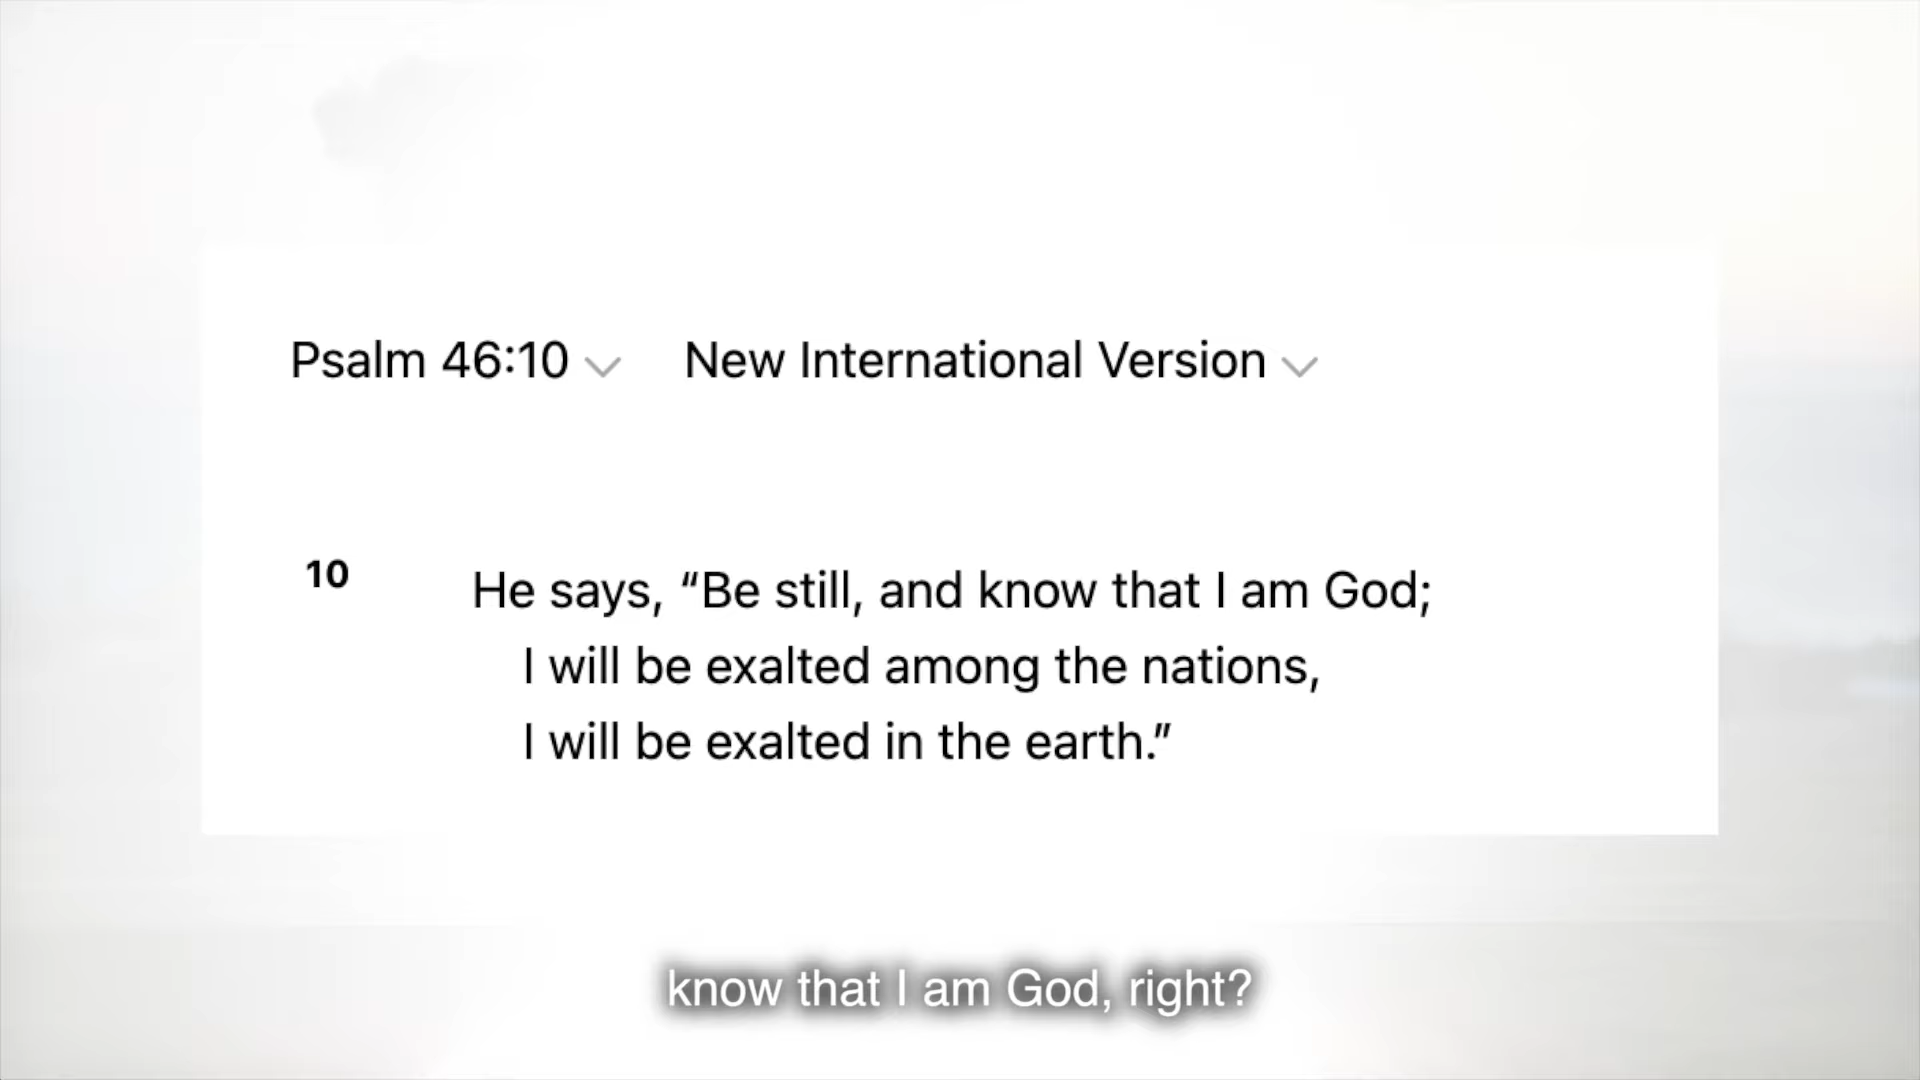 Psalm 46:10 New International Version
10 He says, “Be still, and know that I am God;
I will be exalted among the nations,
I will be exalted in the earth.”
know that I am God, right?